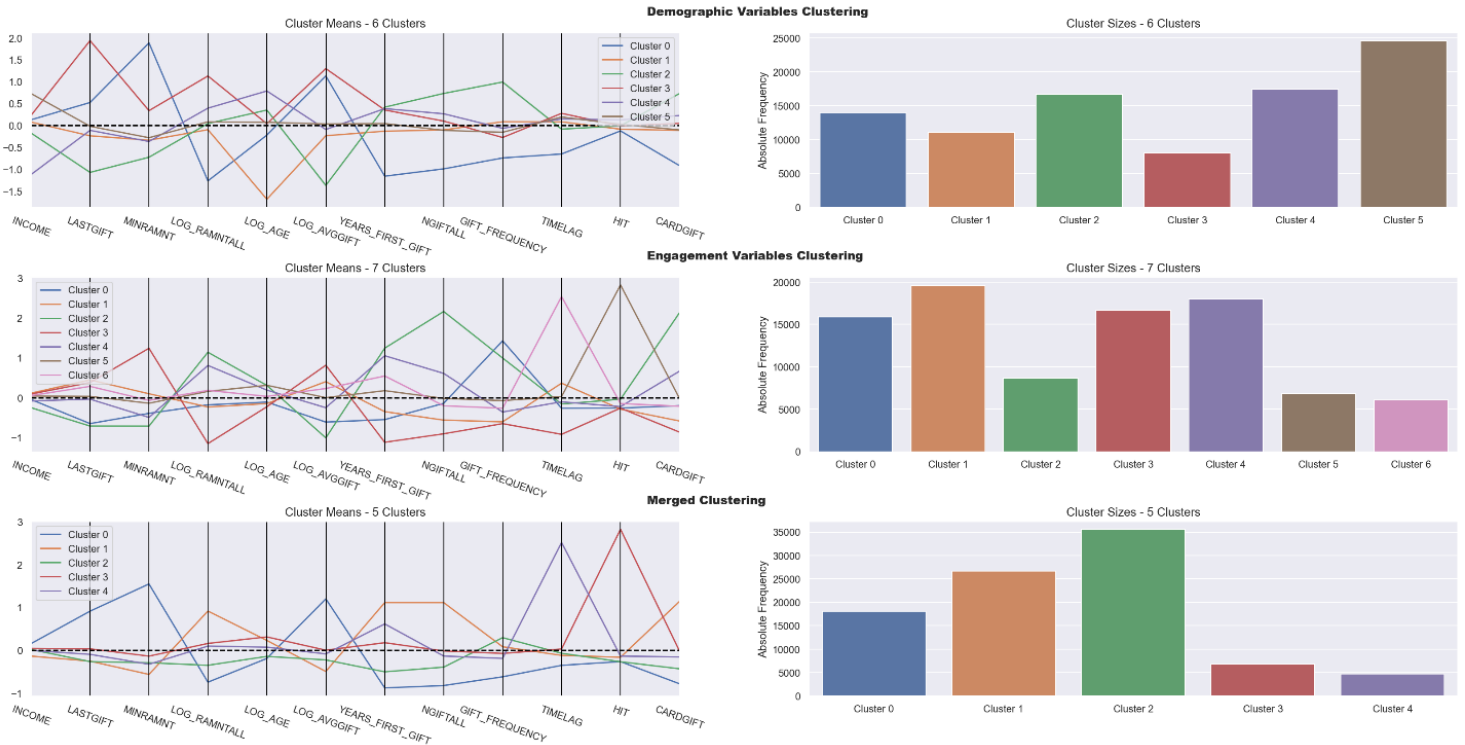 Demographic Variables Clustering
Cluster Means - 6 Clusters
2.0
1.5
1.0
0.5
0.0
−0.5
−1.0
−1.5
Cluster 0
Cluster 1
Cluster 2
Cluster 3
Cluster 4
Cluster 5
INCOME
LASTGIFT
MINRAMNT
LOG_RAMNTALL
LOG_AGE
LOG_AVGGIFT
YEARS_FIRST_GIFT
NGIFTALL
GIFT_FREQUENCY
TIMELAG
HIT
CARDGIFT
Cluster Sizes - 6 Clusters
Absolute Frequency
25000
20000
15000
10000
5000
0
Cluster 0
Cluster 1
Cluster 2
Cluster 3
Cluster 4
Cluster 5
Engagement Variables Clustering
Cluster Means - 7 Clusters
3
2
1
0
−1
Cluster 0
Cluster 1
Cluster 2
Cluster 3
Cluster 4
Cluster 5
Cluster 6
INCOME
LASTGIFT
MINRAMNT
LOG_RAMNTALL
LOG_AGE
LOG_AVGGIFT
YEARS_FIRST_GIFT
NGIFTALL
GIFT_FREQUENCY
TIMELAG
HIT
CARDGIFT
Cluster Sizes - 7 Clusters
Absolute Frequency
20000
15000
10000
5000
0
Cluster 0
Cluster 1
Cluster 2
Cluster 3
Cluster 4
Cluster 5
Cluster 6
Merged Clustering
Cluster Means - 5 Clusters
3
2
1
0
−1
Cluster 0
Cluster 1
Cluster 2
Cluster 3
Cluster 4
INCOME
LASTGIFT
MINRAMNT
LOG_RAMNTALL
LOG_AGE
LOG_AVGGIFT
YEARS_FIRST_GIFT
NGIFTALL
GIFT_FREQUENCY
TIMELAG
HIT
CARDGIFT
Cluster Sizes - 5 Clusters
Absolute Frequency
35000
30000
25000
20000
15000
10000
5000
0
Cluster 0
Cluster 1
Cluster 2
Cluster 3
Cluster 4